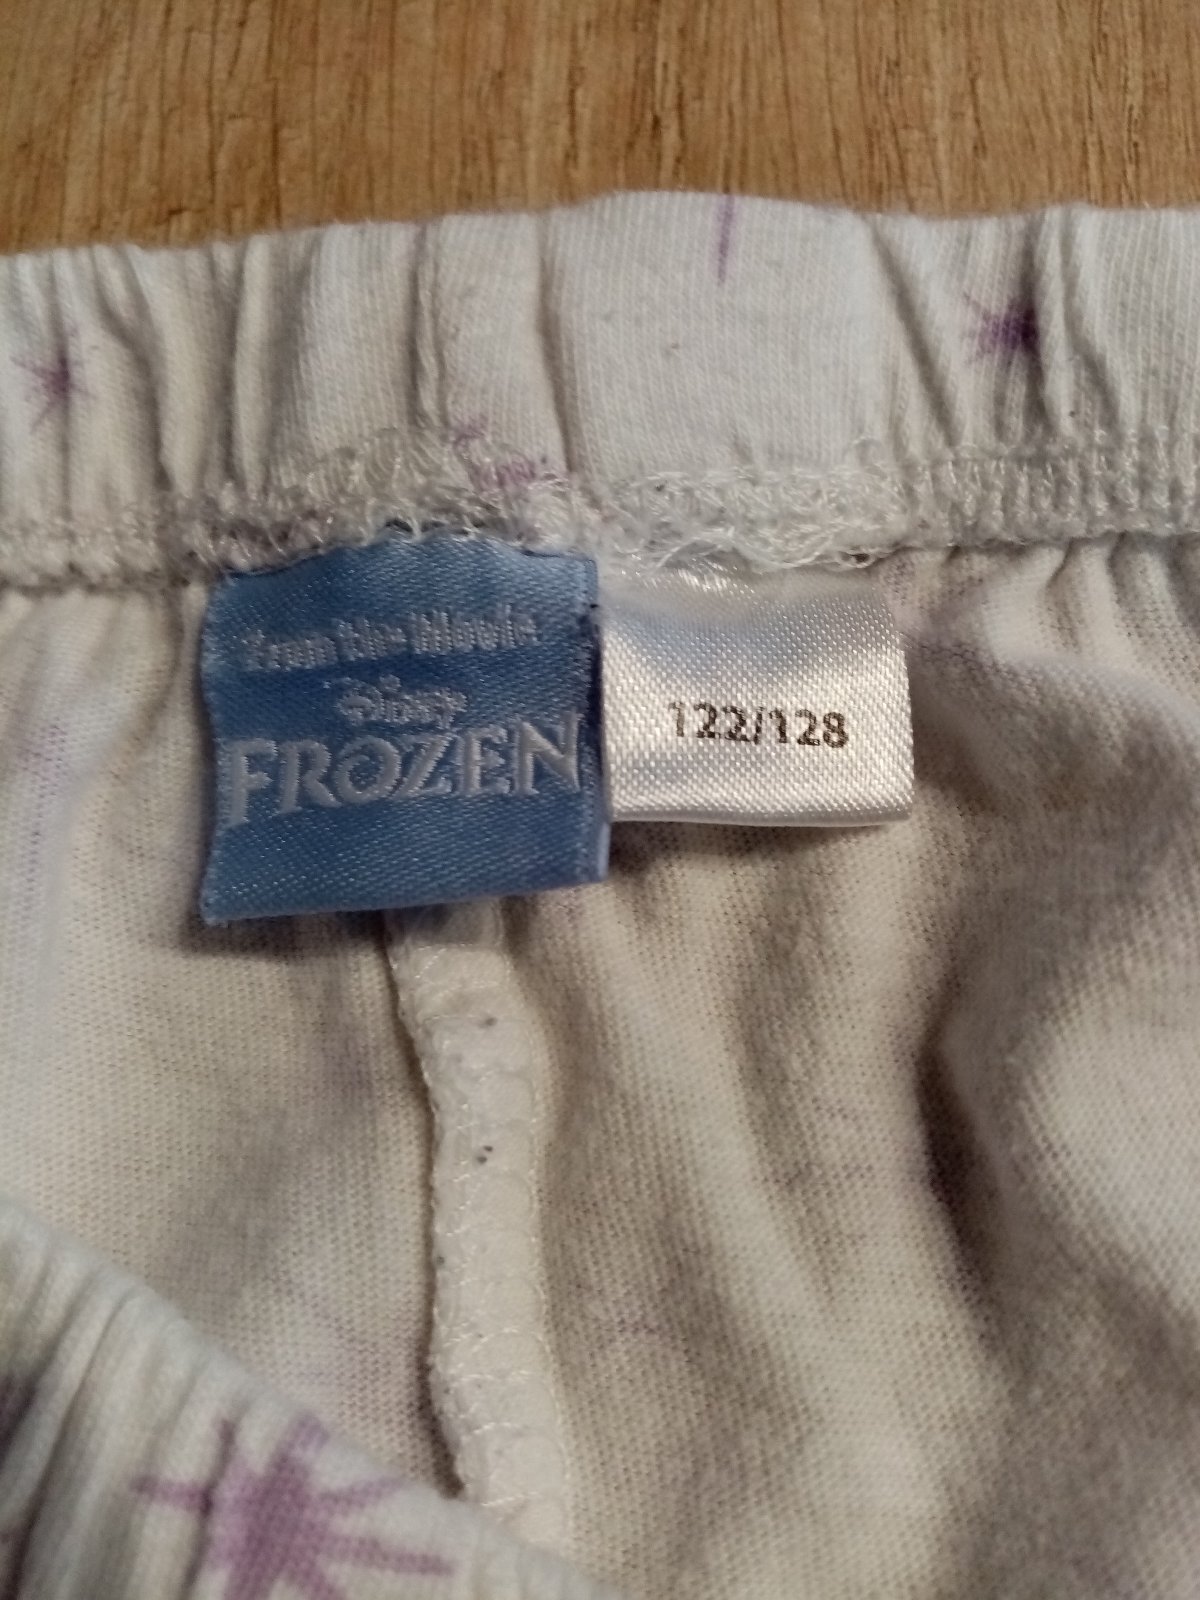 from the Movie
Disney
FROZEN
122/128